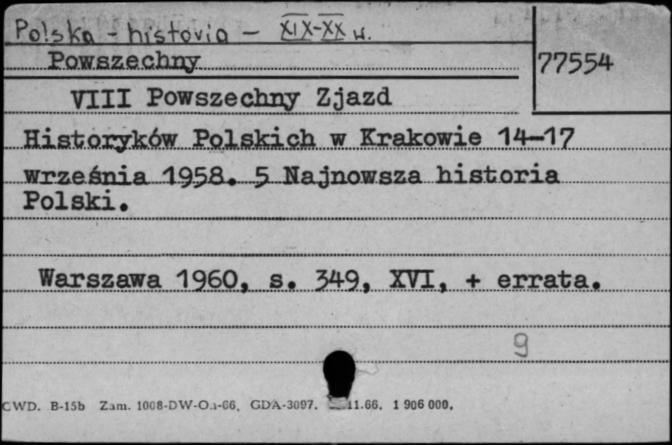 Polska - historia - XIX-XX w.
Powszechny
77554
VIII Powszechny Zjazd
Historyków Polskich w Krakowie 14-17
września 1958. 5 Najnowsza historia
Polski.
Warszawa 1960, s. 349, XVI, + errata.
9
CWD. B-15b Zam. 1008-DW-Oa-66. GDA-3097. 11.66. 1 906 000.